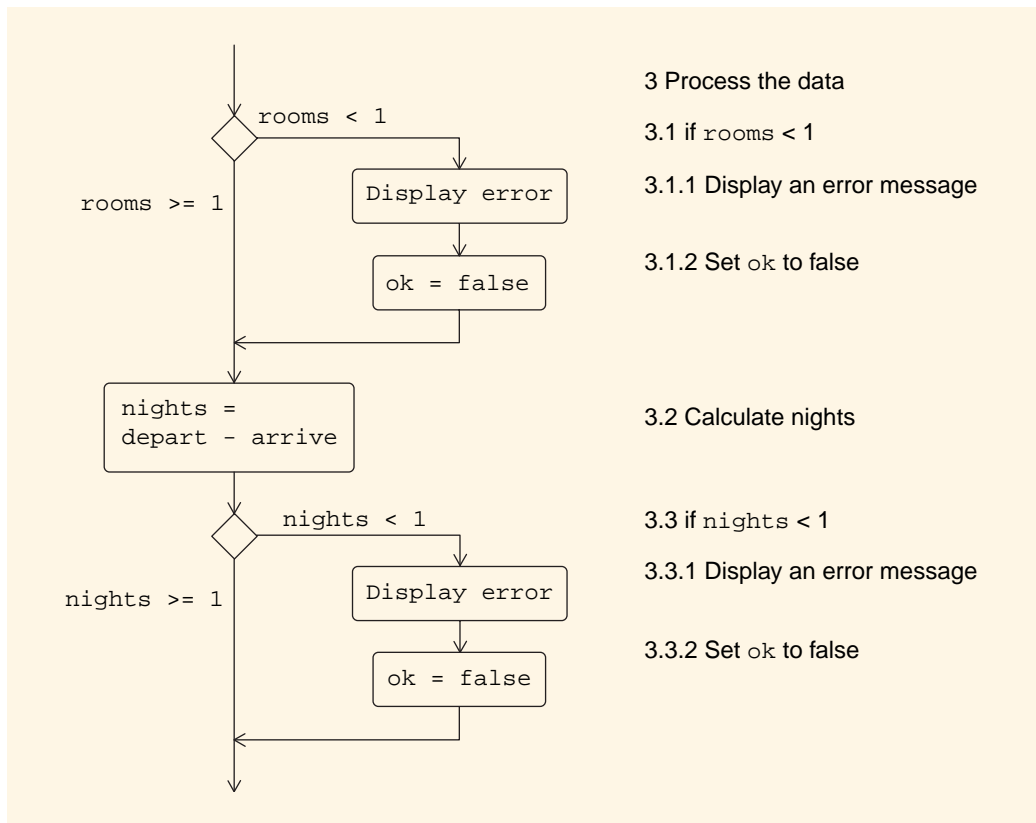 3 Process the data
rooms < 1
3.1 if rooms < 1
Display error
3.1.1 Display an error message
rooms >= 1
ok = false
3.1.2 Set ok to false
nights =
depart - arrive
3.2 Calculate nights
nights < 1
3.3 if nights < 1
Display error
3.3.1 Display an error message
nights >= 1
ok = false
3.3.2 Set ok to false